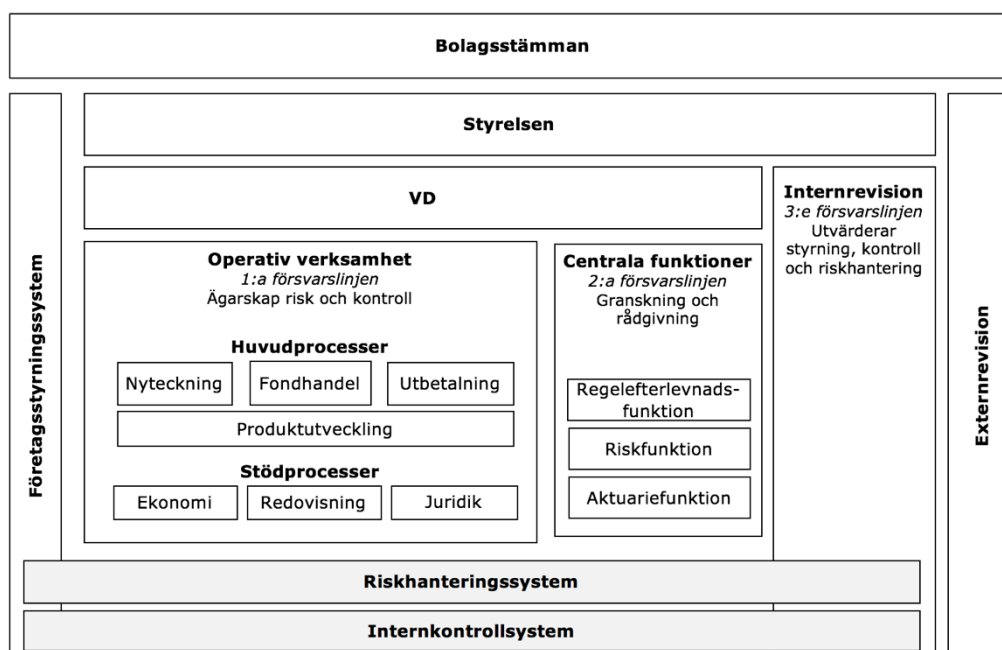 Bolagsstämman
Företagsstyrningssystem
Styrelsen
VD
Operativ verksamhet
1:a försvarslinjen
Ägarskap risk och kontroll
Huvudprocesser
Nyteckning
Fondhandel
Utbetalning
Produktutveckling
Stödprocesser
Ekonomi
Redovisning
Juridik
Centrala funktioner
2:a försvarslinjen
Granskning och
rådgivning
Regelefterlevnads-
funktion
Riskfunktion
Aktuariefunktion
Internrevision
3:e försvarslinjen
Utvärderar
styrning, kontroll
och riskhantering
Externrevision
Riskhanteringssystem
Internkontrollsystem